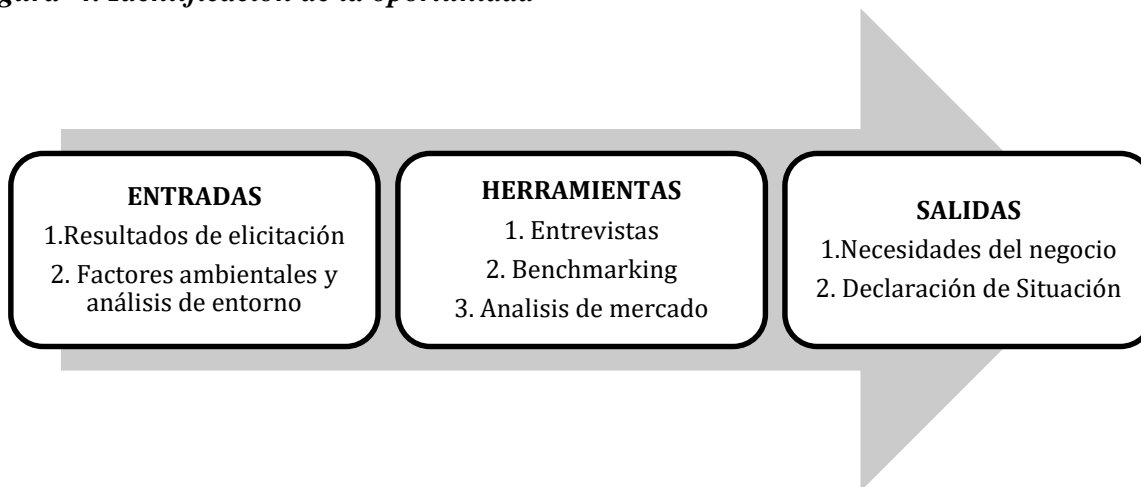 de la oportunidad
ENTRADAS
1.Resultados de elicitación
2. Factores ambientales y
análisis de entorno
HERRAMIENTAS
1. Entrevistas
2. Benchmarking
3. Analisis de mercado
SALIDAS
1.Necesidades del negocio
2. Declaración de Situación